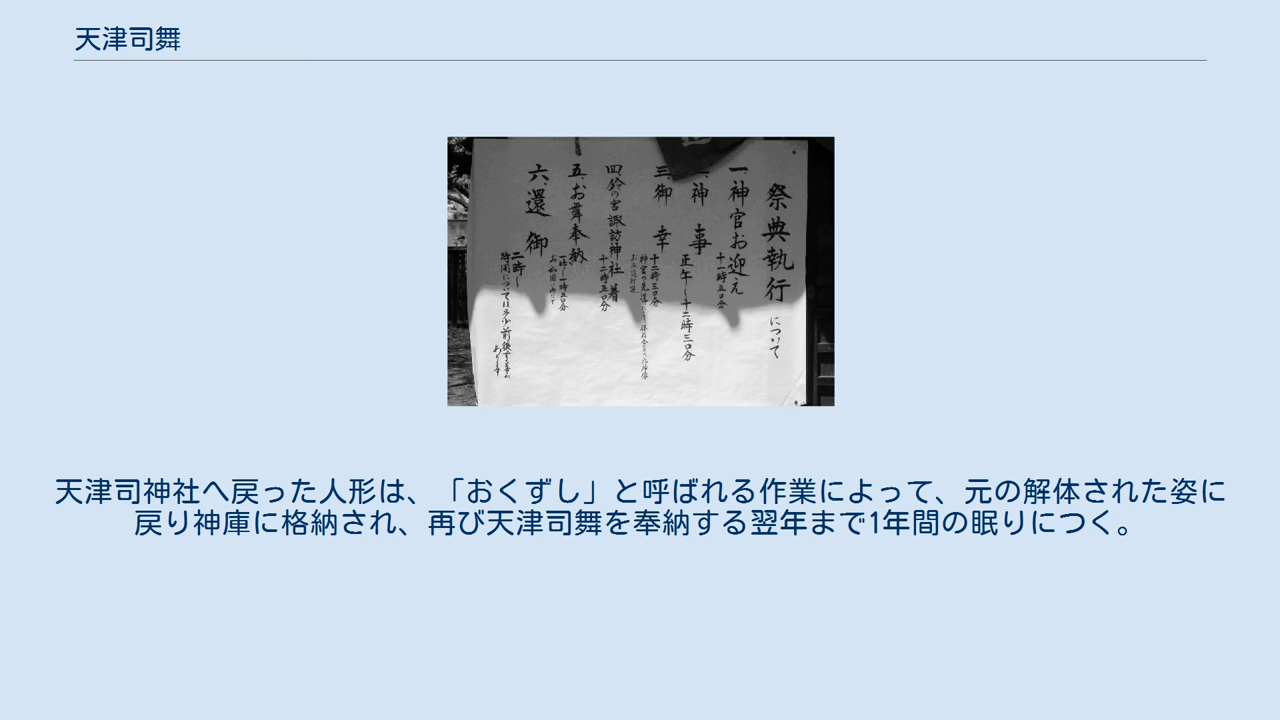 天津司舞
祭典執行について
一、神官お迎え
十一時五〇分
二、神事
正午〜十二時三〇分
三、御幸
十二時三〇分
四、鈴の宮諏訪神社着
十二時五〇分
五、お舞奉納
一時〜一時五〇分
六、還御
二時〜
天津司神社へ戻った人形は、「おくずし」と呼ばれる作業によって、元の解体された姿に
戻り神庫に格納され、再び天津司舞を奉納する翌年まで1年間の眠りにつく。